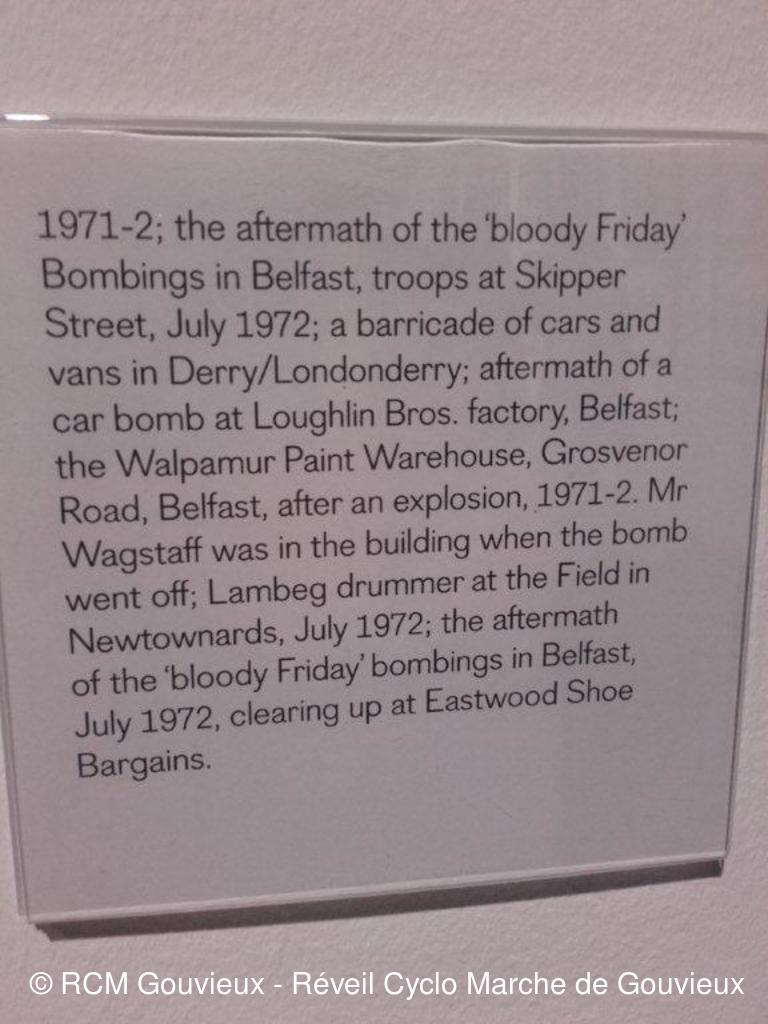 1971-2; the aftermath of the ‘bloody Friday’
Bombings in Belfast, troops at Skipper
Street, July 1972; a barricade of cars and
vans in Derry/Londonderry; aftermath of a
car bomb at Loughlin Bros. factory, Belfast;
the Walpamur Paint Warehouse, Grosvenor
Road, Belfast, after an explosion, 1971-2. Mr
Wagstaff was in the building when the bomb
went off; Lambeg drummer at the Field in
Newtownards, July 1972; the aftermath
of the ‘bloody Friday’ bombings in Belfast,
July 1972, clearing up at Eastwood Shoe
Bargains.
© RCM Gouvieux - Réveil Cyclo Marche de Gouvieux